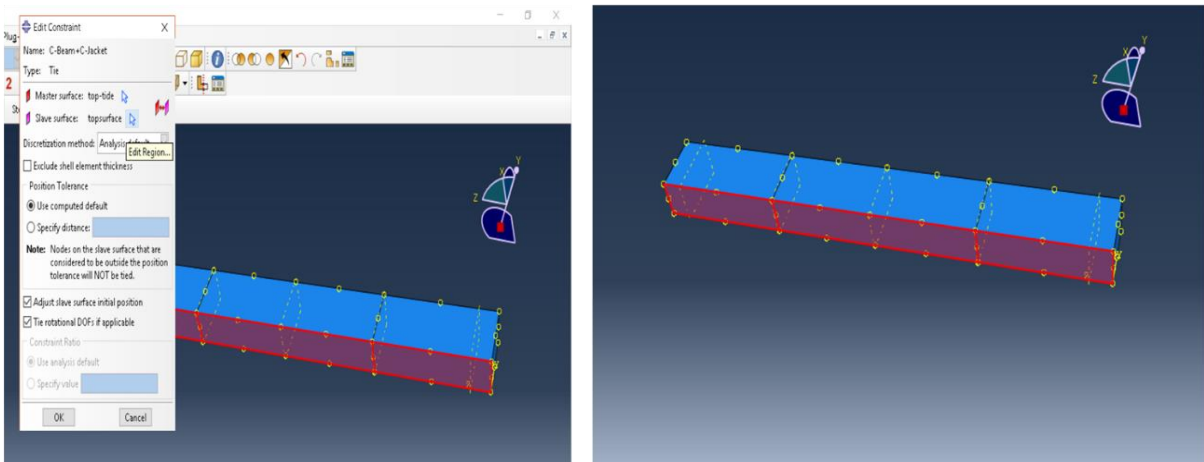 Edit Constraint X
Plug-
Name: C-Beam+C-Jacket
Type: Tie
2
Master surface: top-tide
St
Slave surface: topsurface
Discretization method: Analysis default
Edit Region...
Exclude shell element thickness
Position Tolerance
Use computed default
Specify distance:
Note: Nodes on the slave surface that are
considered to be outside the position
tolerance will NOT be tied.
Adjust slave surface initial position
Tie rotational DOFs if applicable
Constraint Ratio
Use analysis default
Specify value
OK Cancel
Y
X
Z
Y
X
Z